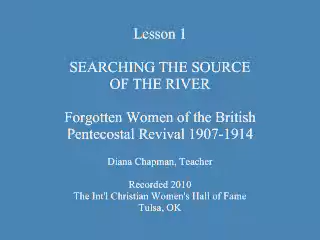 Lesson 1
SEARCHING THE SOURCE
OF THE RIVER
Forgotten Women of the British
Pentecostal Revival 1907-1914
Diana Chapman, Teacher
Recorded 2010
The Int'l Christian Women's Hall of Fame
Tulsa, OK